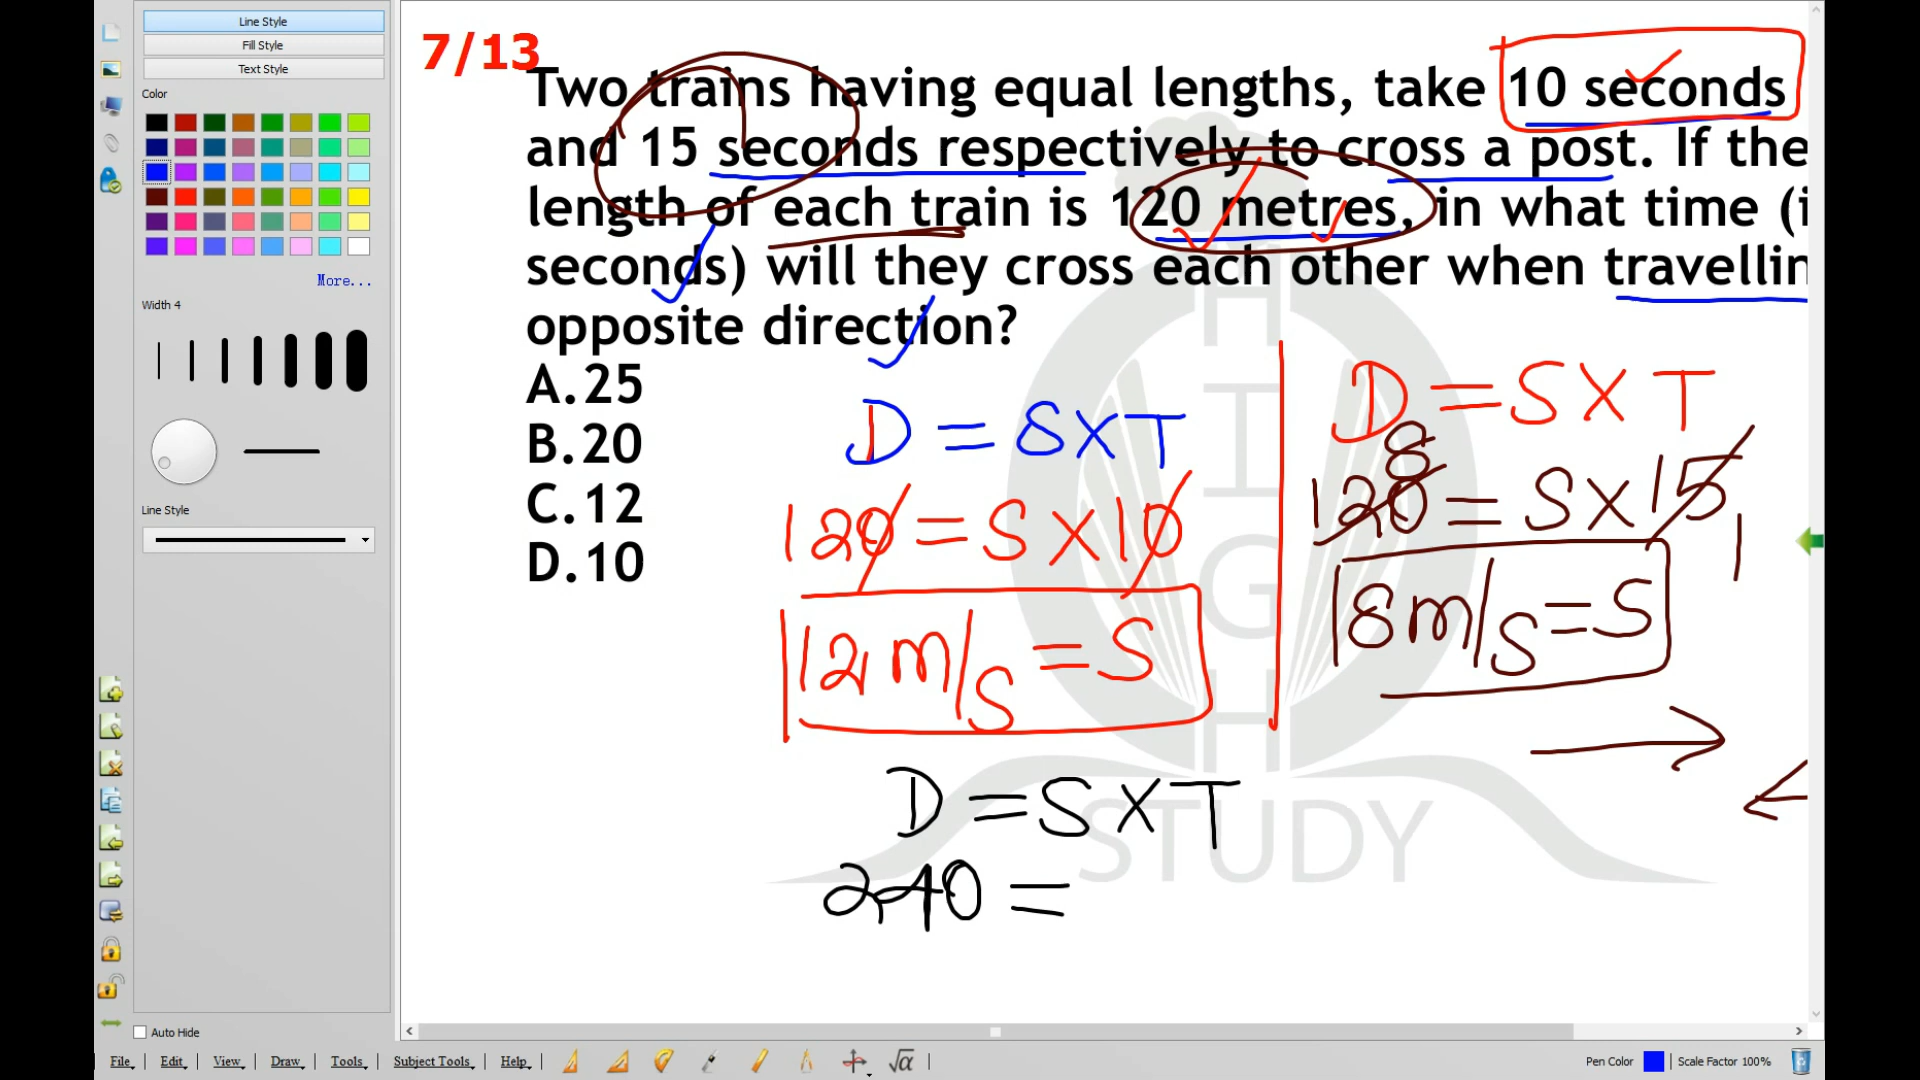 Line Style
Fill Style
Text Style
Color
More...
Width 4
Line Style
Auto Hide
7/13
Two trains having equal lengths, take 10 seconds
and 15 seconds respectively to cross a post. If the
length of each train is 120 metres, in what time (i
seconds) will they cross each other when travellin
opposite direction?
A.25
B.20
C.12
D.10
D = S X T
120 = S X 10
12 m/s = S
D = S X T
8
120 = S X 15
1
8 m/s = S
D = S X T
240 =
HIGH
STUDY
File
Edit
View
Draw
Tools
Subject Tools
Help
√α
Pen Color
Scale Factor 100%